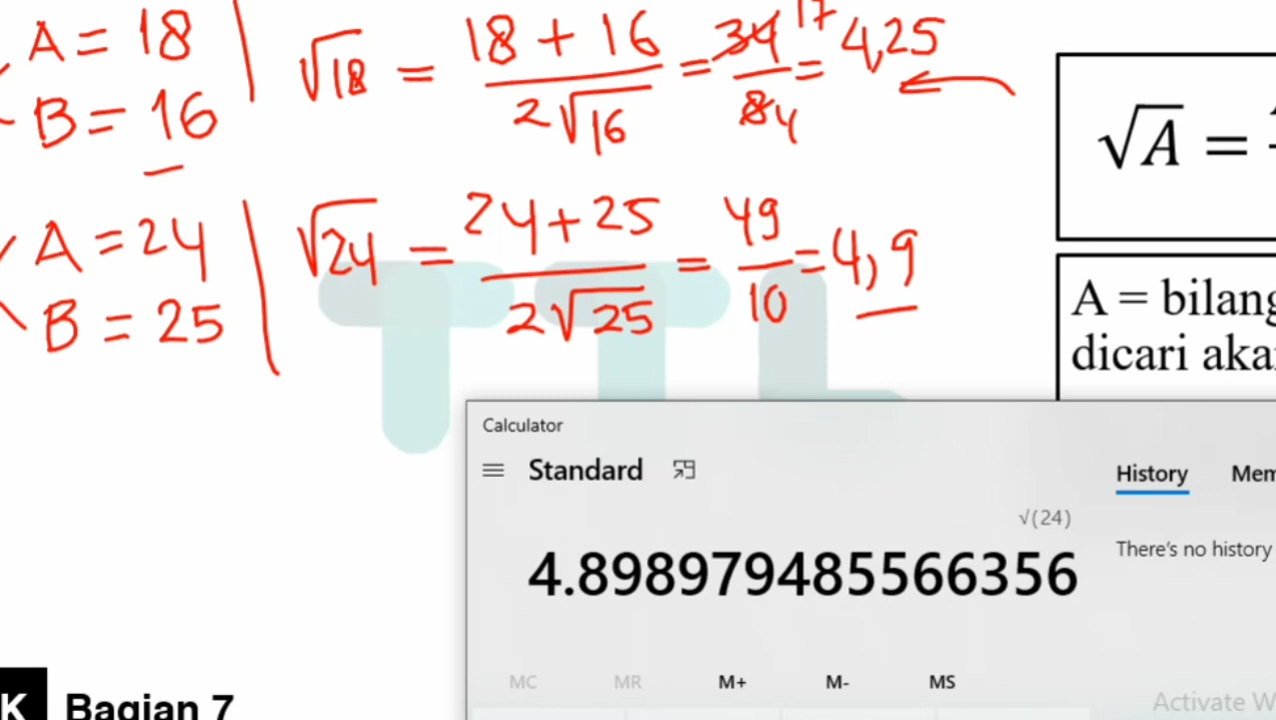 A = 18
B = 16
√18 = (18 + 16) / (2√16) = 34/8 17/4 = 4,25
A = 24
B = 25
√24 = (24 + 25) / (2√25) = 49/10 = 4,9
√A =
A = bilang
dicari aka
TTL
Calculator
Standard
History Mem
√(24)
4.898979485566356
There's no history
MC MR M+ M- MS
Activate W
K Bagian 7